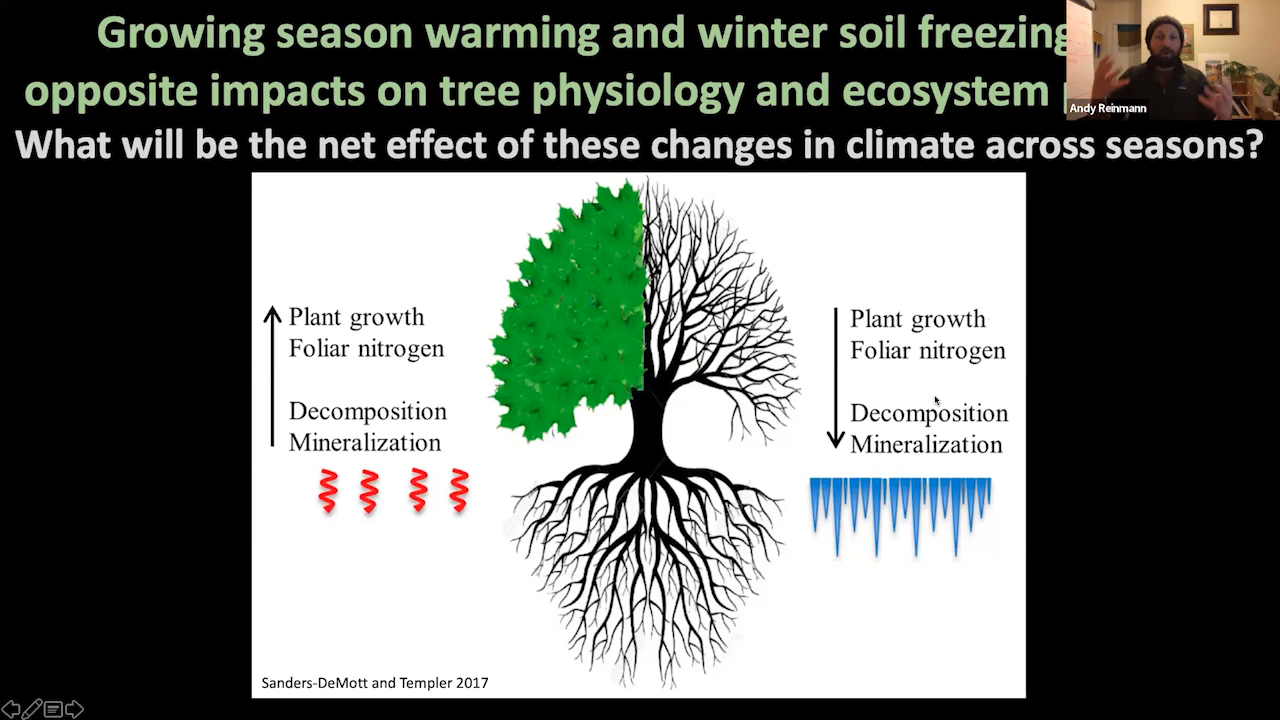 Growing season warming and winter soil freezing
opposite impacts on tree physiology and ecosystem
What will be the net effect of these changes in climate across seasons?
Andy Reinmann
Plant growth
Foliar nitrogen
Decomposition
Mineralization
Plant growth
Foliar nitrogen
Decomposition
Mineralization
Sanders-DeMott and Templer 2017